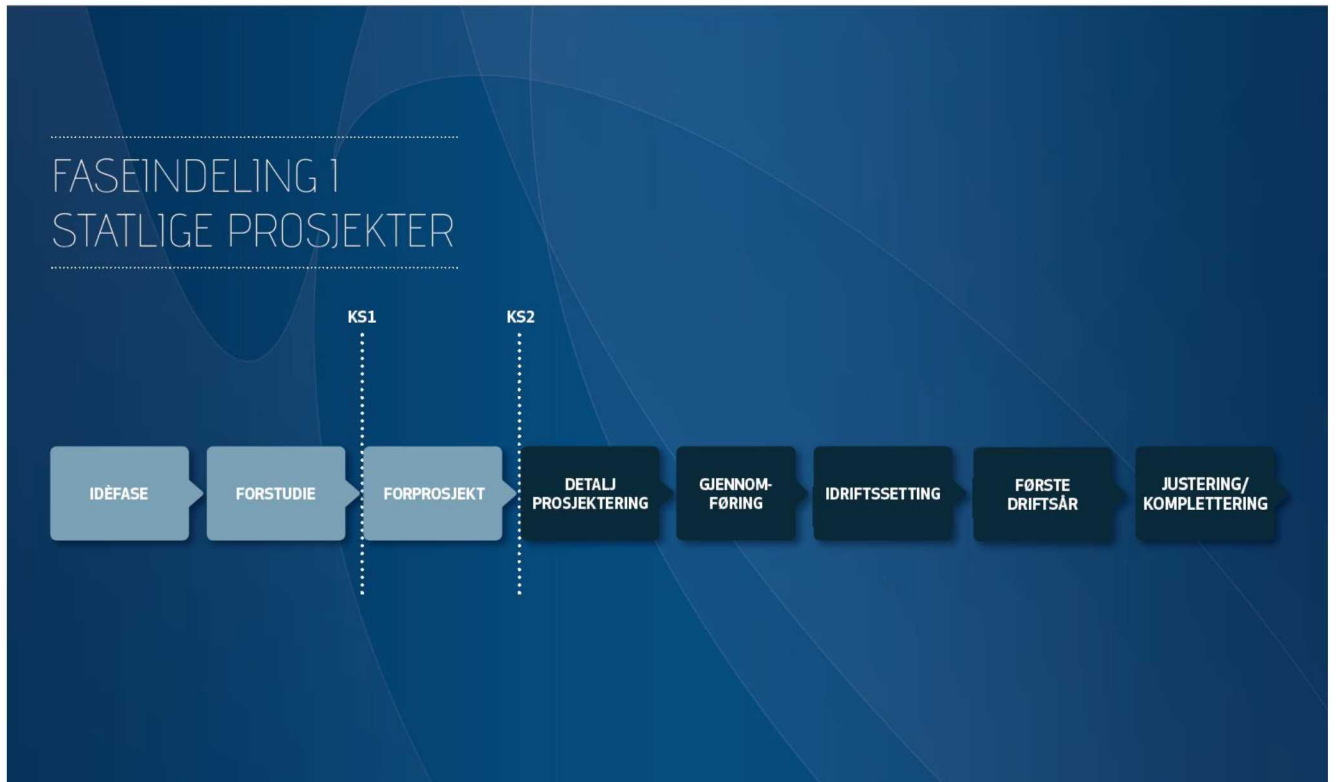 FASEINDELING I
STATLIGE PROSJEKTER
KS1
KS2
IDÈFASE
FORSTUDIE
FORPROSJEKT
DETALJ
PROSJEKTERING
GJENNOM-
FØRING
IDRIFTSSETTING
FØRSTE
DRIFTSÅR
JUSTERING/
KOMPLETTERING